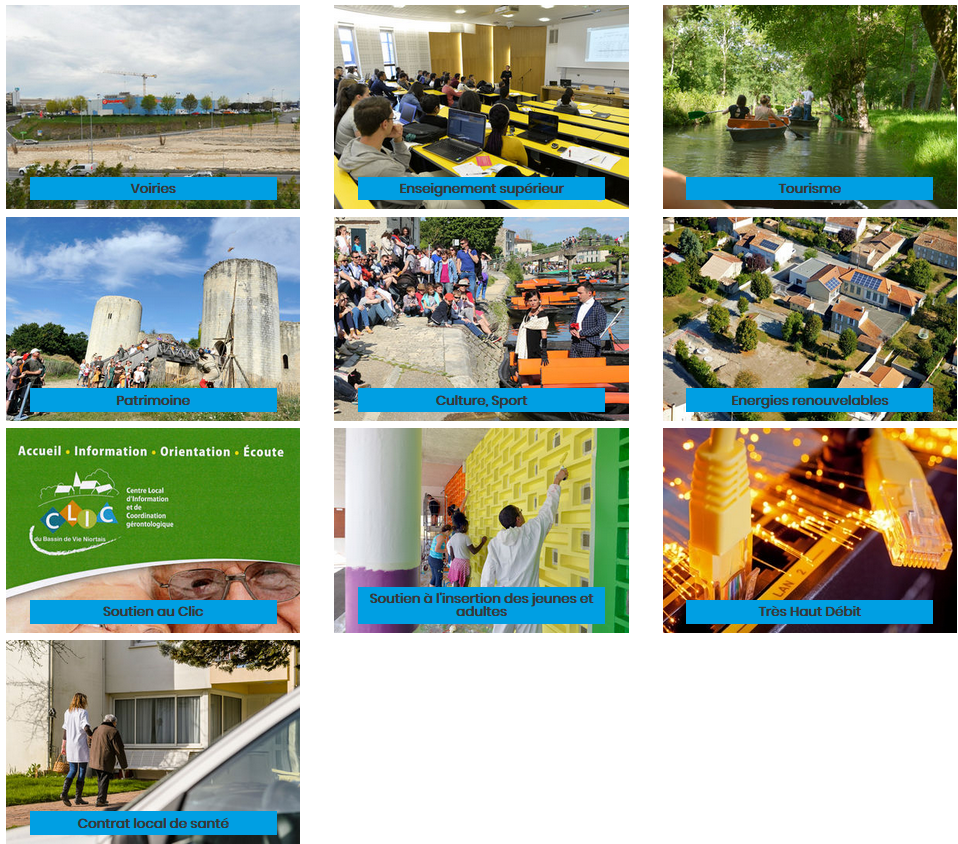 Voiries
Enseignement supérieur
Tourisme
Patrimoine
Culture, Sport
Energies renouvelables
Accueil • Information • Orientation • Écoute
CLIC
Centre Local
d'Information
et de
Coordination
gérontologique
du Bassin de Vie Niortais
Soutien au Clic
Soutien à l'insertion des jeunes et
adultes
LAN 2
Très Haut Débit
Contrat local de santé